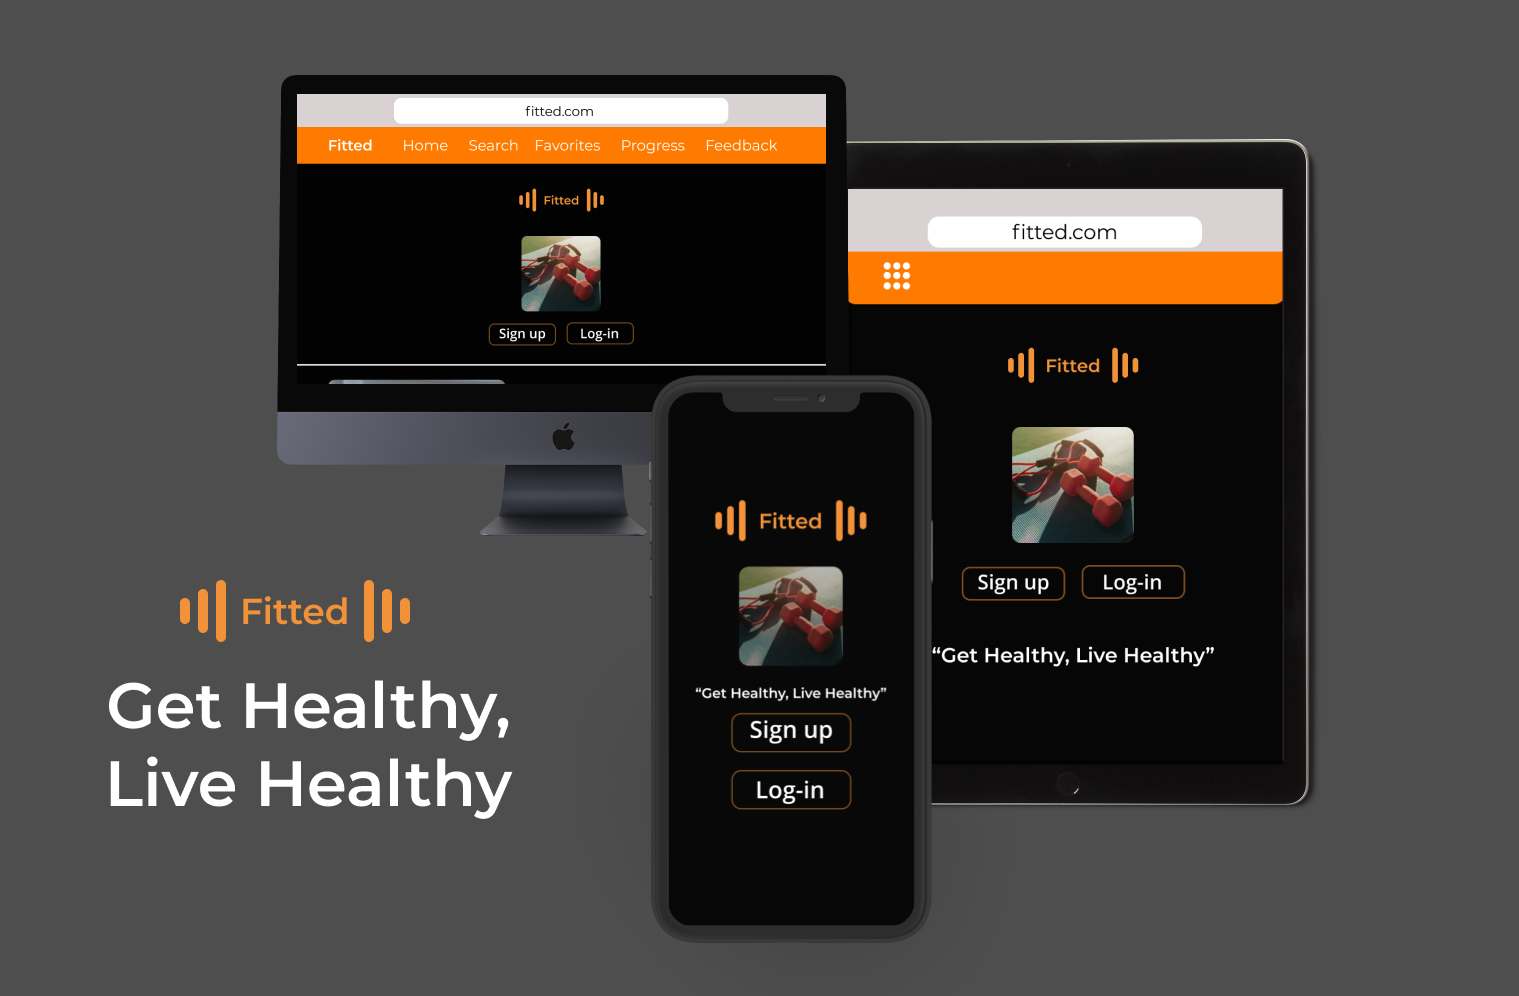 fitted.com
Fitted Home Search Favorites Progress Feedback
Fitted
Sign up Log-in
fitted.com
Fitted
Sign up Log-in
“Get Healthy, Live Healthy”
Fitted
“Get Healthy, Live Healthy”
Sign up
Log-in
Fitted
Get Healthy,
Live Healthy